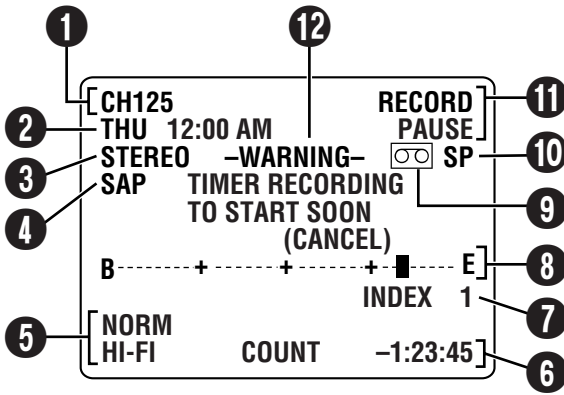 1 12
CH125 RECORD 11
2 THU 12:00 AM PAUSE
3 STEREO –WARNING– SP 10
4 SAP TIMER RECORDING 9
TO START SOON
(CANCEL)
B - - - - - + - - - - - + - - - - - + - - - - - E 8
INDEX 1 7
5 NORM
HI-FI COUNT –1:23:45 6